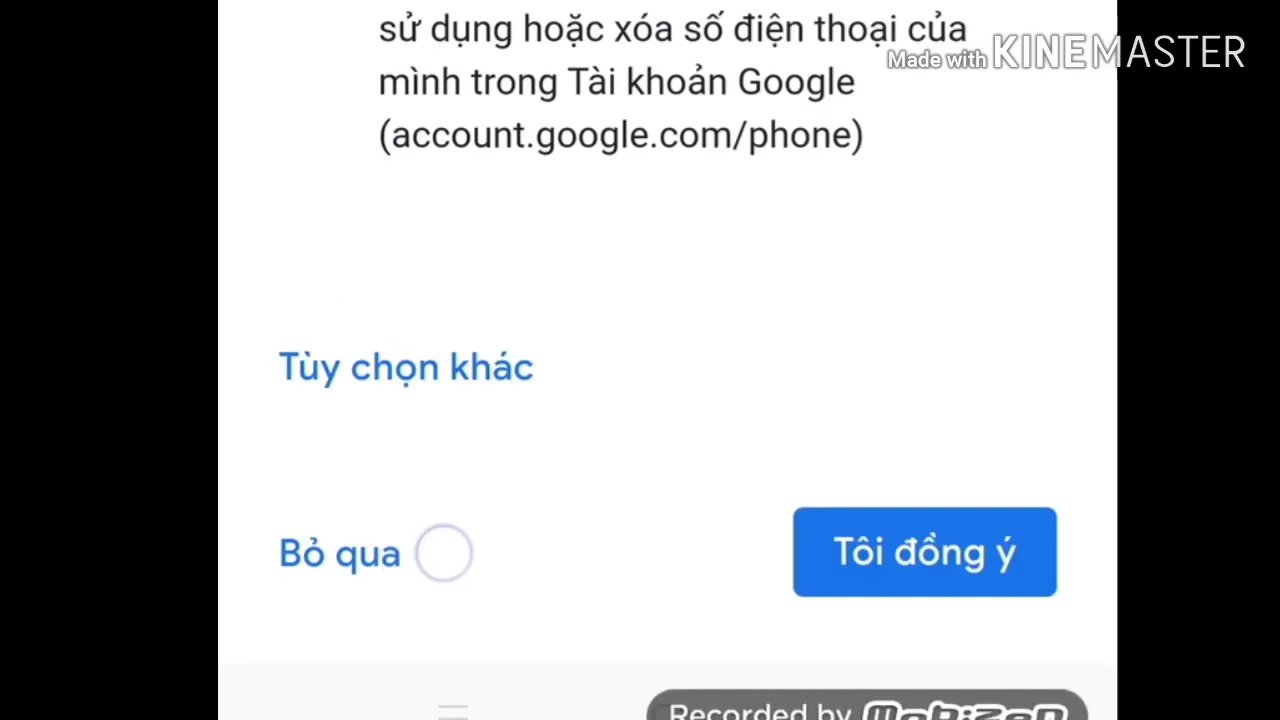 sử dụng hoặc xóa số điện thoại của
Made with KINEMASTER
mình trong Tài khoản Google
(account.google.com/phone)
Tùy chọn khác
Bỏ qua
Tôi đồng ý
Recorded by mobizen